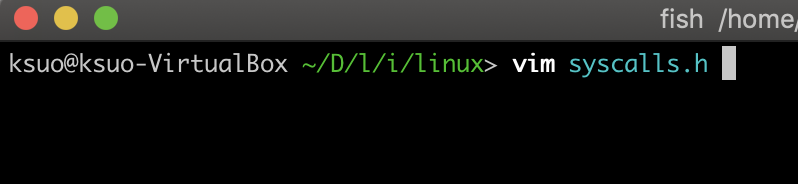 fish /home/
ksuo@ksuo-VirtualBox ~/D/l/i/linux> vim syscalls.h